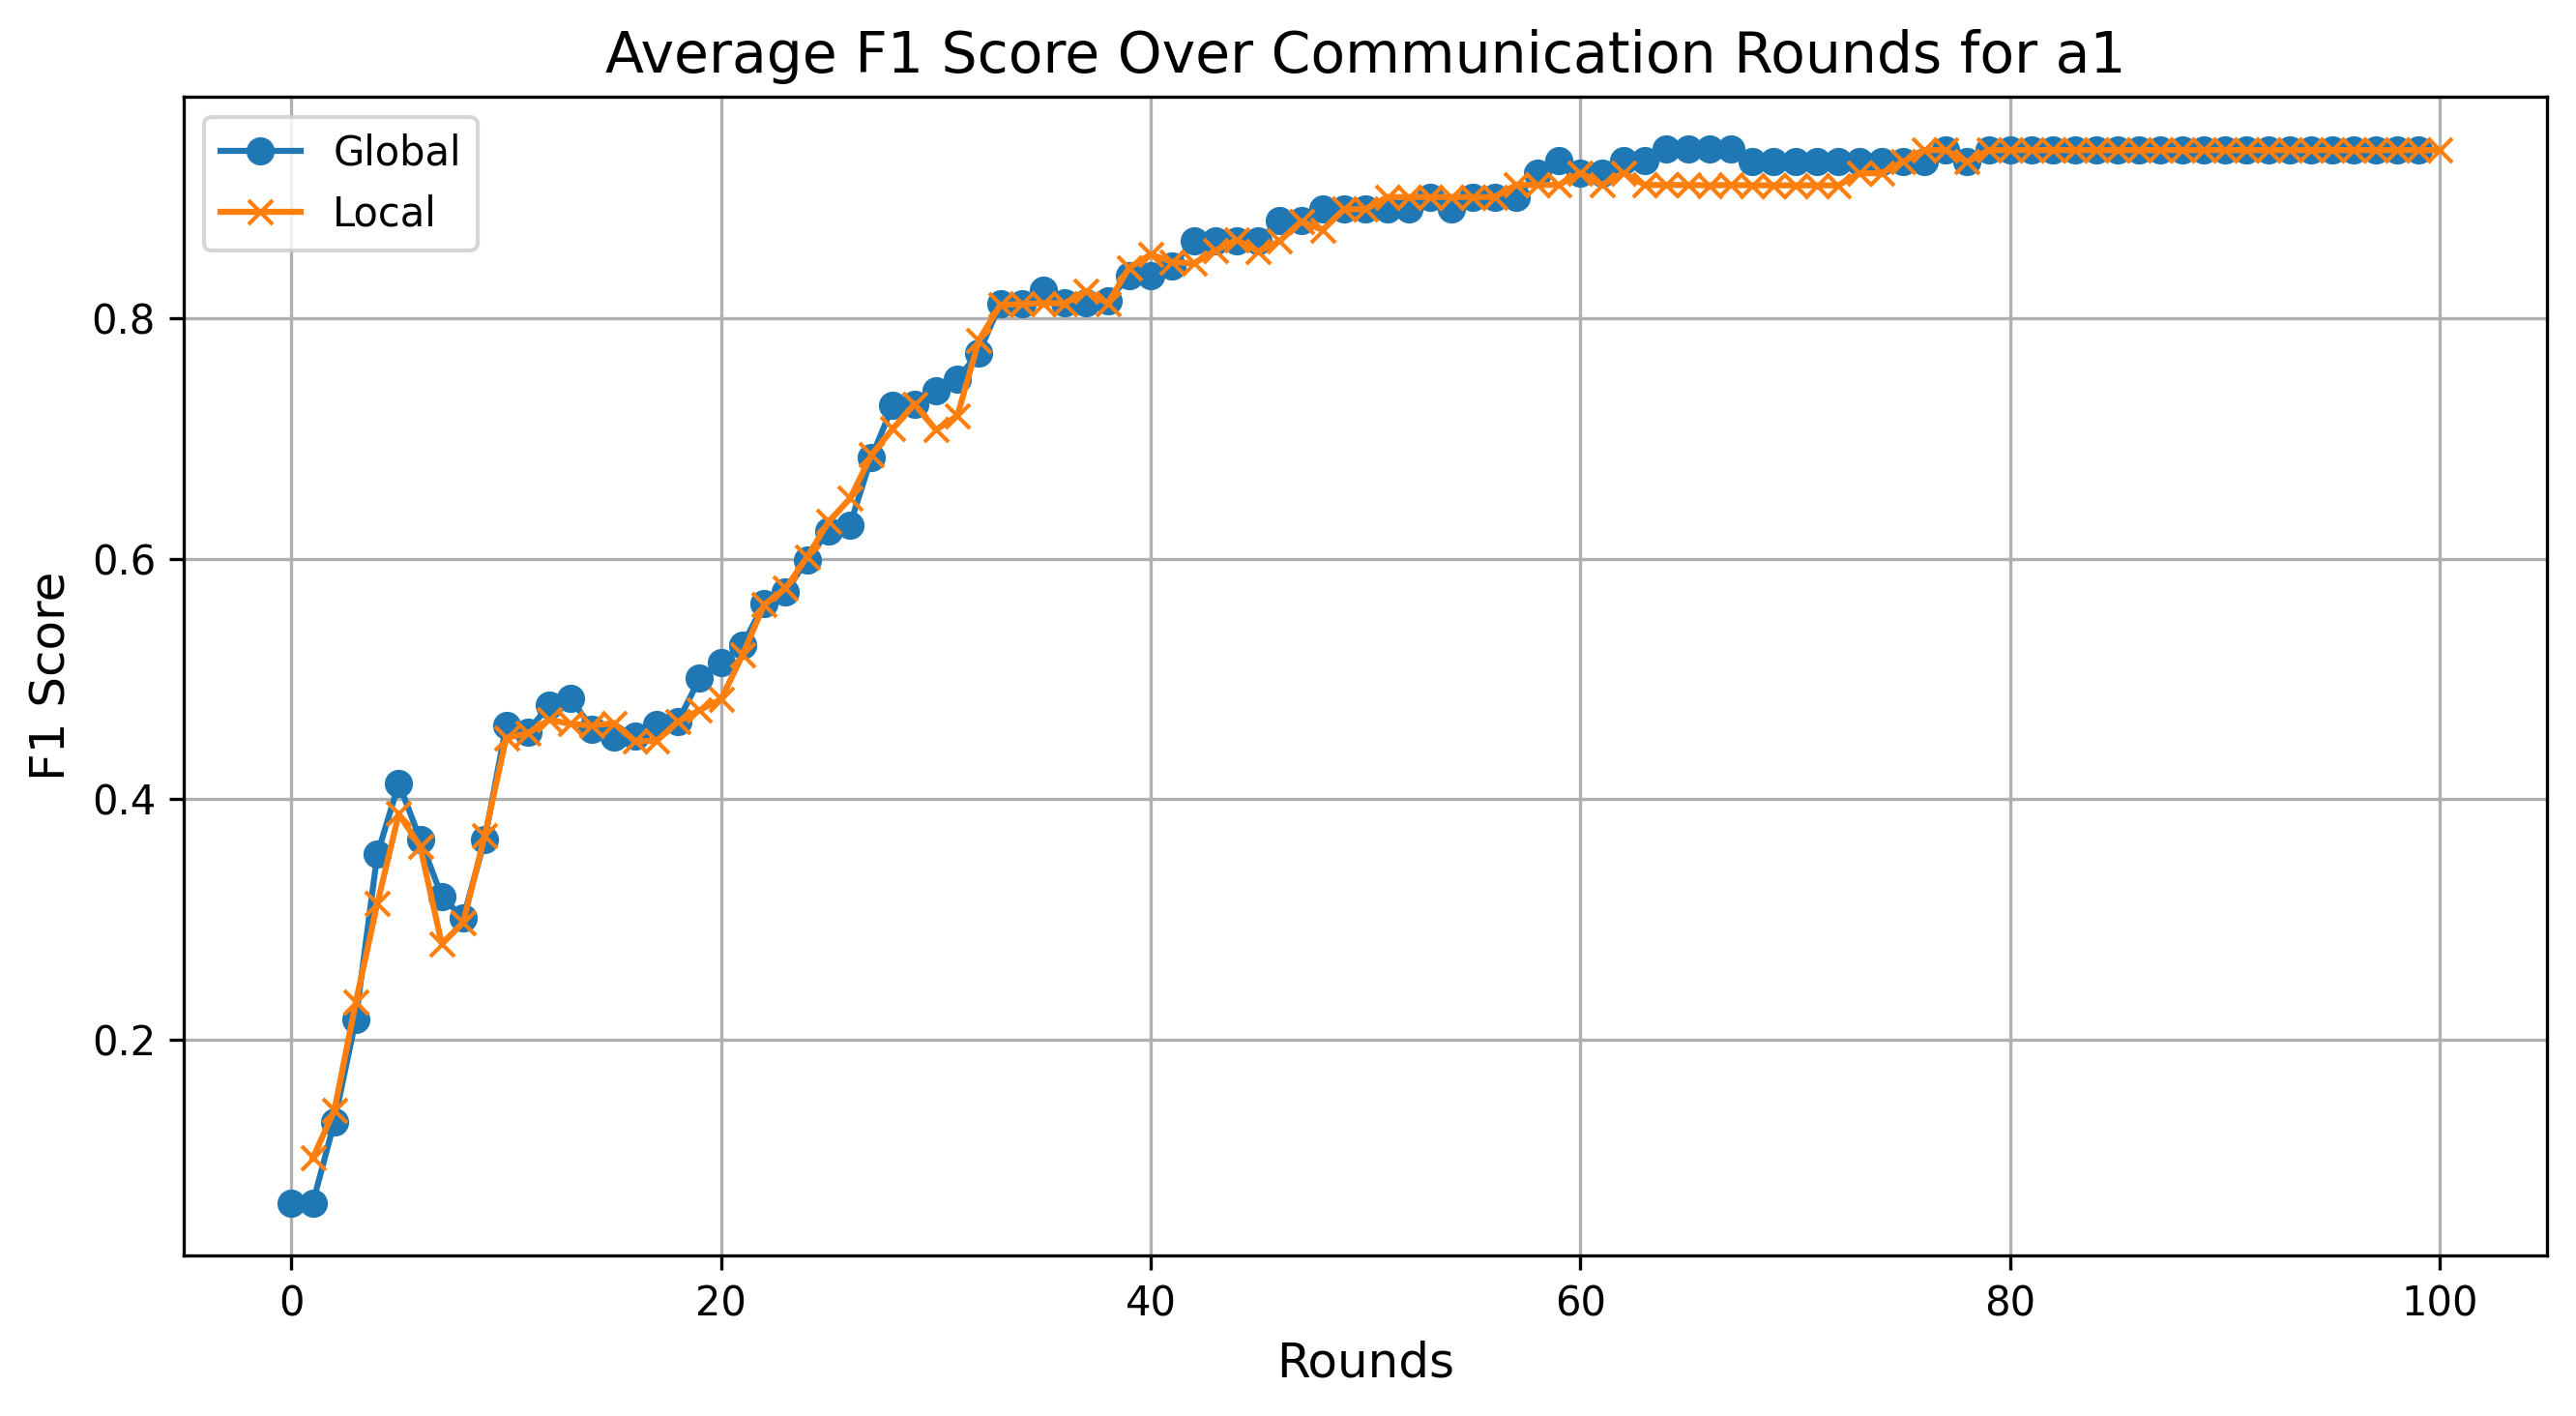 Average F1 Score Over Communication Rounds for a1
Global
Local
F1 Score
0.8
0.6
0.4
0.2
0 20 40 60 80 100
Rounds